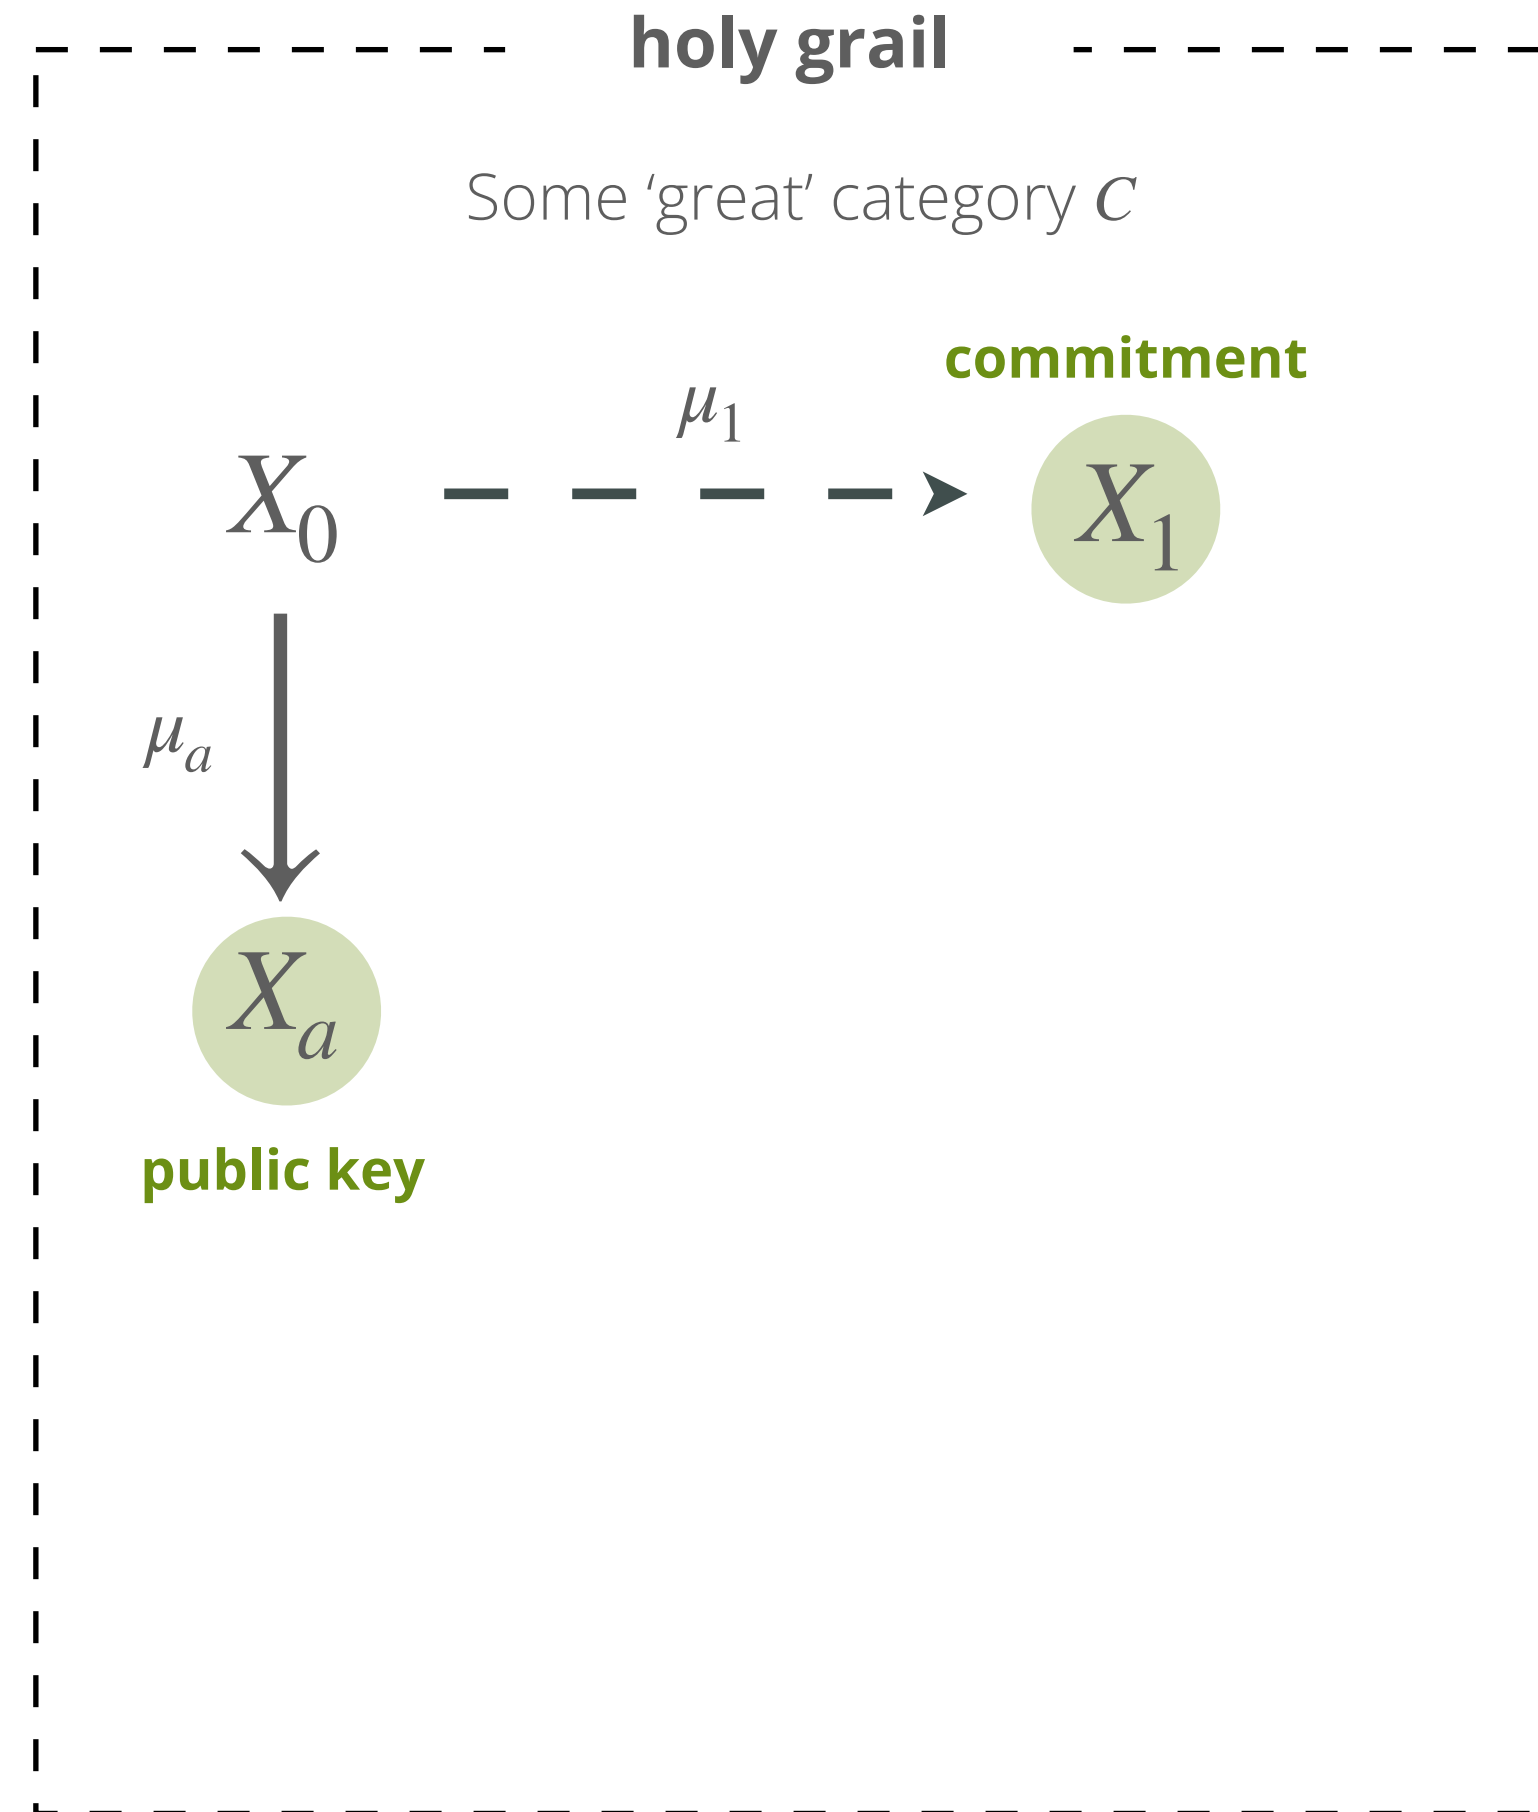 holy grail
Some ‘great’ category C
commitment
μ₁
X₀
X₁
μₐ
Xₐ
public key